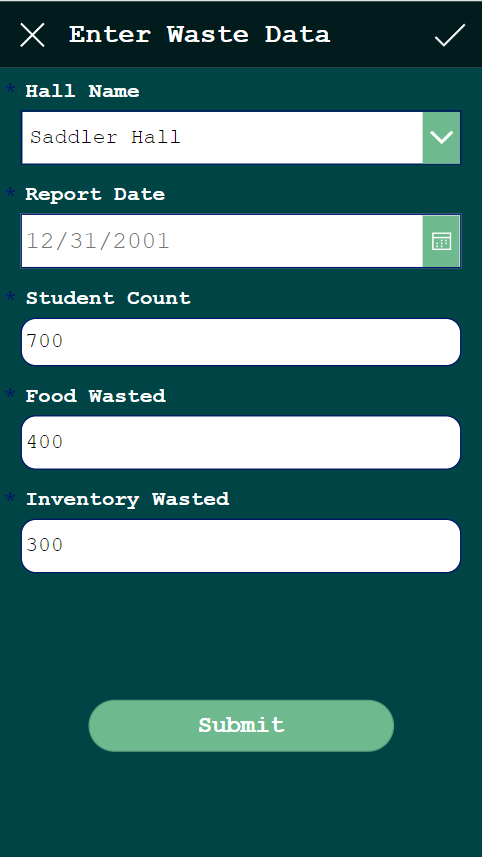 Enter Waste Data
* Hall Name
Saddler Hall
* Report Date
12/31/2001
* Student Count
700
* Food Wasted
400
* Inventory Wasted
300
Submit